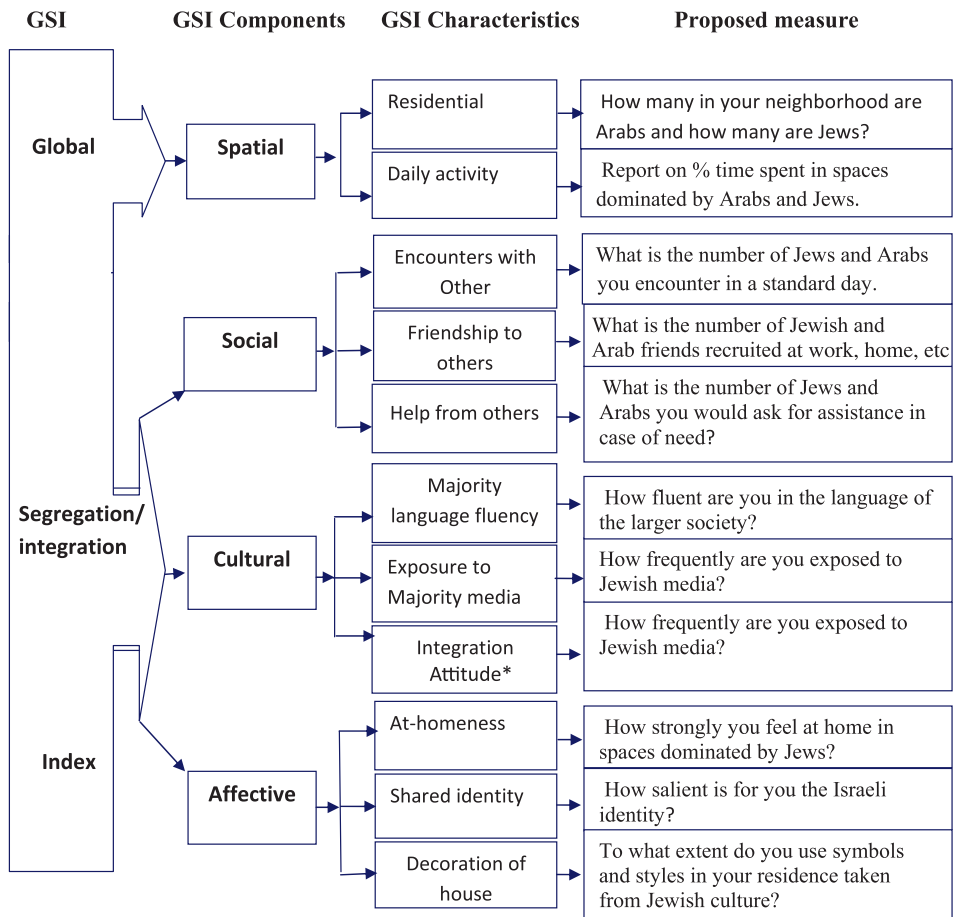 GSI
GSI Components
GSI Characteristics
Proposed measure
Global
Segregation/
integration
Index
Spatial
Residential
How many in your neighborhood are
Arabs and how many are Jews?
Daily activity
Report on % time spent in spaces
dominated by Arabs and Jews.
Social
Encounters with
Other
What is the number of Jews and Arabs
you encounter in a standard day.
Friendship to
others
What is the number of Jewish and
Arab friends recruited at work, home, etc
Help from others
What is the number of Jews and
Arabs you would ask for assistance in
case of need?
Cultural
Majority
language fluency
How fluent are you in the language of
the larger society?
Exposure to
Majority media
How frequently are you exposed to
Jewish media?
Integration
Attitude*
How frequently are you exposed to
Jewish media?
Affective
At-homeness
How strongly you feel at home in
spaces dominated by Jews?
Shared identity
How salient is for you the Israeli
identity?
Decoration of
house
To what extent do you use symbols
and styles in your residence taken
from Jewish culture?